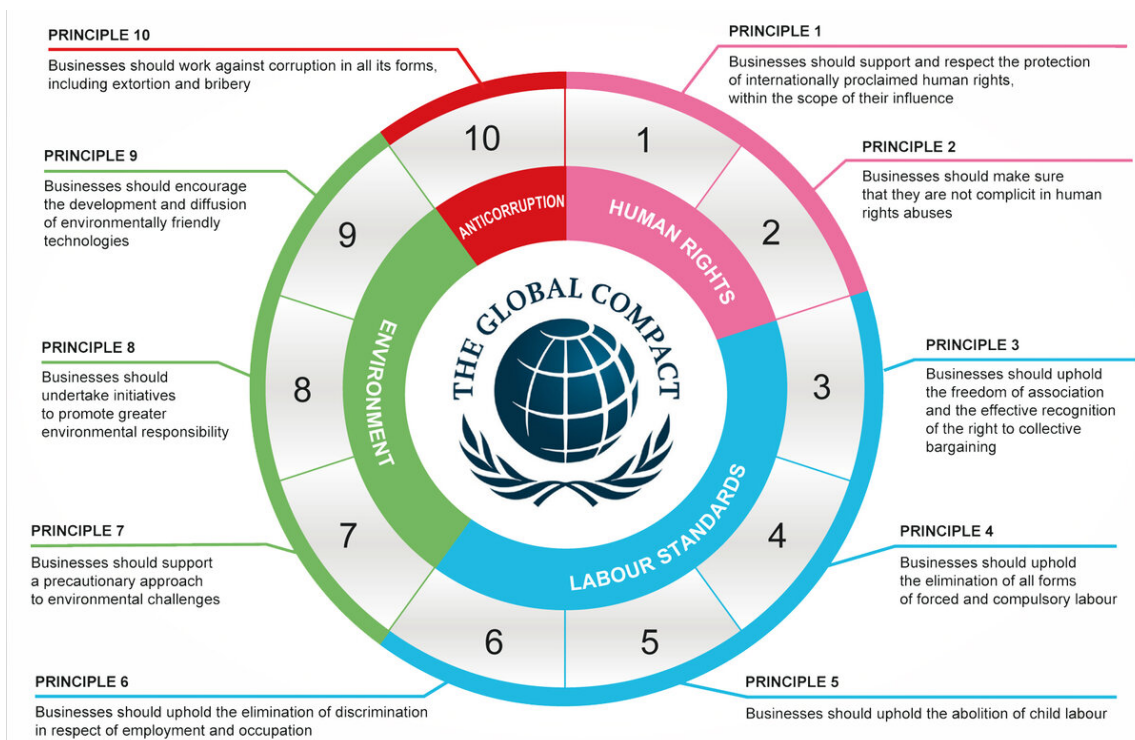 PRINCIPLE 10
Businesses should work against corruption in all its forms,
including extortion and bribery
PRINCIPLE 1
Businesses should support and respect the protection
of internationally proclaimed human rights,
within the scope of their influence
PRINCIPLE 9
Businesses should encourage
the development and diffusion
of environmentally friendly
technologies
PRINCIPLE 2
Businesses should make sure
that they are not complicit in human
rights abuses
PRINCIPLE 8
Businesses should
undertake initiatives
to promote greater
environmental responsibility
PRINCIPLE 3
Businesses should uphold
the freedom of association
and the effective recognition
of the right to collective
bargaining
PRINCIPLE 7
Businesses should support
a precautionary approach
to environmental challenges
PRINCIPLE 4
Businesses should uphold
the elimination of all forms
of forced and compulsory labour
PRINCIPLE 6
Businesses should uphold the elimination of discrimination
in respect of employment and occupation
PRINCIPLE 5
Businesses should uphold the abolition of child labour
10
1
2
3
4
5
6
7
8
9
ANTICORRUPTION
HUMAN RIGHTS
LABOUR STANDARDS
ENVIRONMENT
THE GLOBAL COMPACT